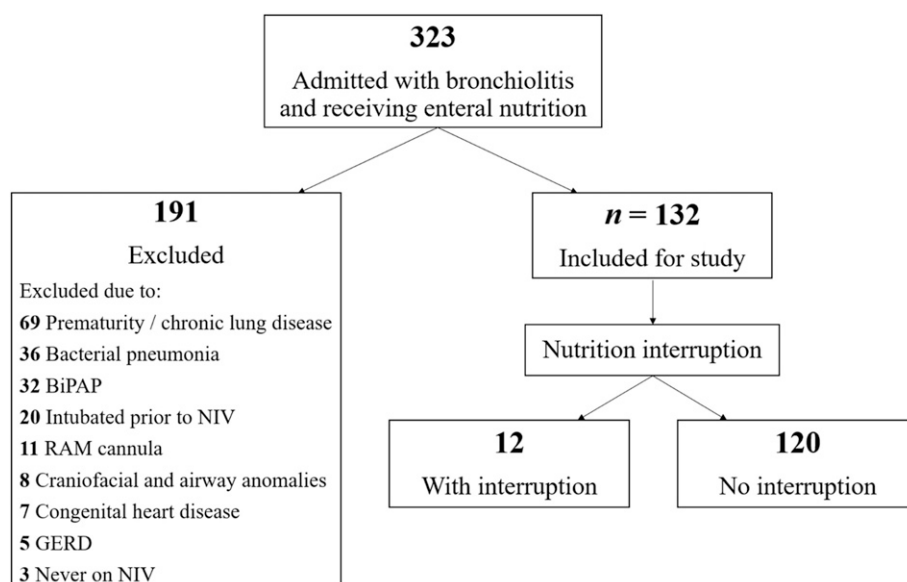 323
Admitted with bronchiolitis
and receiving enteral nutrition
191
Excluded
Excluded due to:
69 Prematurity / chronic lung disease
36 Bacterial pneumonia
32 BiPAP
20 Intubated prior to NIV
11 RAM cannula
8 Craniofacial and airway anomalies
7 Congenital heart disease
5 GERD
3 Never on NIV
n = 132
Included for study
Nutrition interruption
12
With interruption
120
No interruption